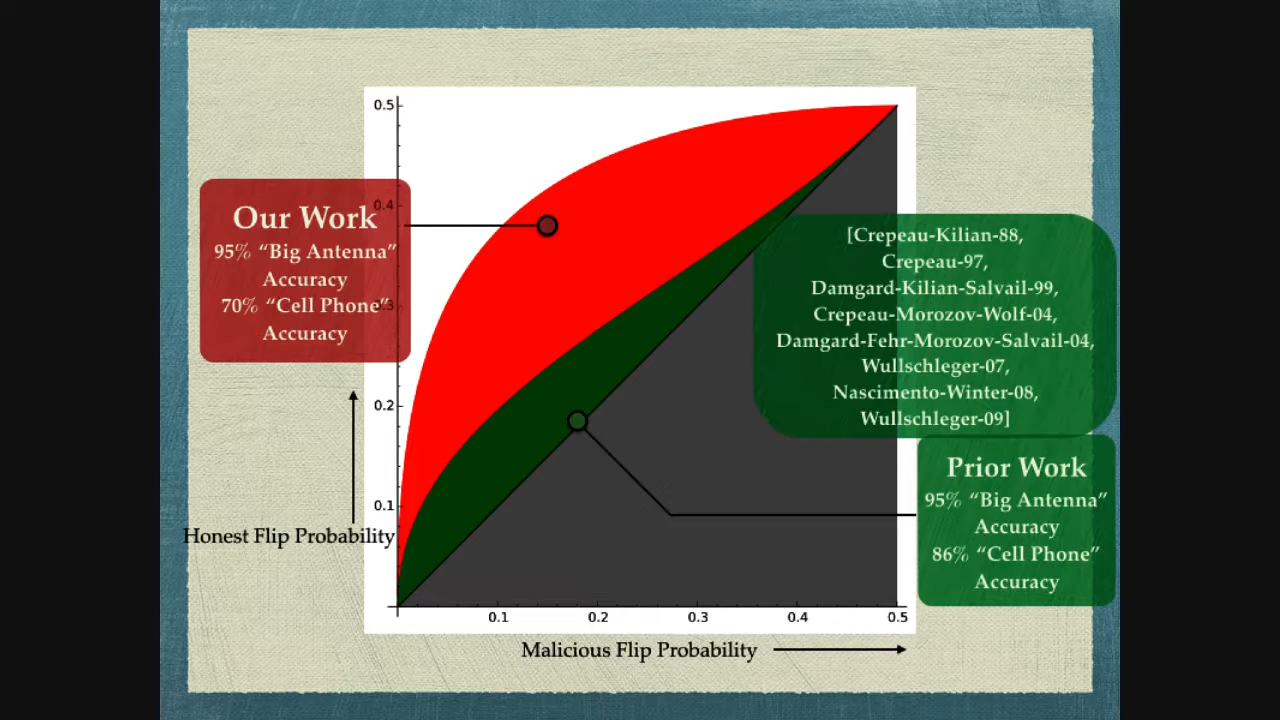 0.5
0.4
0.3
0.2
0.1
Our Work
95% “Big Antenna”
Accuracy
70% “Cell Phone”
Accuracy
[Crepeau-Kilian-88,
Crepeau-97,
Damgard-Kilian-Salvail-99,
Crepeau-Morozov-Wolf-04,
Damgard-Fehr-Morozov-Salvail-04,
Wullschleger-07,
Nascimento-Winter-08,
Wullschleger-09]
Prior Work
95% “Big Antenna”
Accuracy
86% “Cell Phone”
Accuracy
Honest Flip Probability
0.1 0.2 0.3 0.4 0.5
Malicious Flip Probability